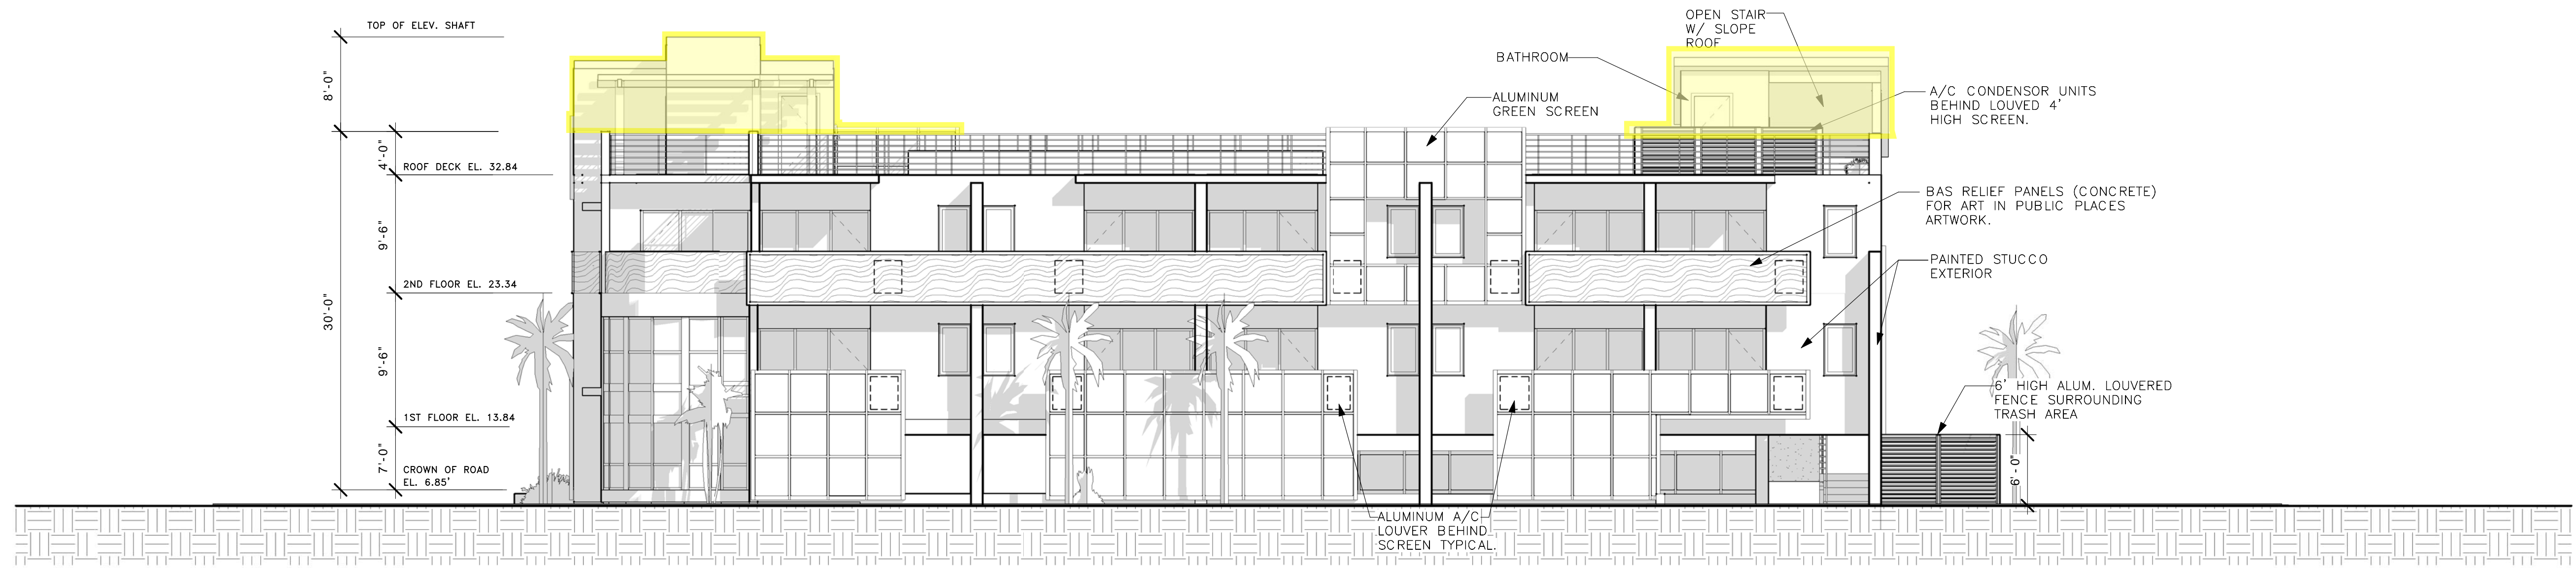 TOP OF ELEV. SHAFT
8'-0"
4'-0"
ROOF DECK EL. 32.84
9'-6"
2ND FLOOR EL. 23.34
30'-0"
9'-6"
1ST FLOOR EL. 13.84
7'-0"
CROWN OF ROAD
EL. 6.85'
OPEN STAIR
W/ SLOPE
ROOF
BATHROOM
ALUMINUM
GREEN SCREEN
A/C CONDENSOR UNITS
BEHIND LOUVED 4'
HIGH SCREEN.
BAS RELIEF PANELS (CONCRETE)
FOR ART IN PUBLIC PLACES
ARTWORK.
PAINTED STUCCO
EXTERIOR
6' HIGH ALUM. LOUVERED
FENCE SURROUNDING
TRASH AREA
6'-0"
ALUMINUM A/C
LOUVER BEHIND
SCREEN TYPICAL.